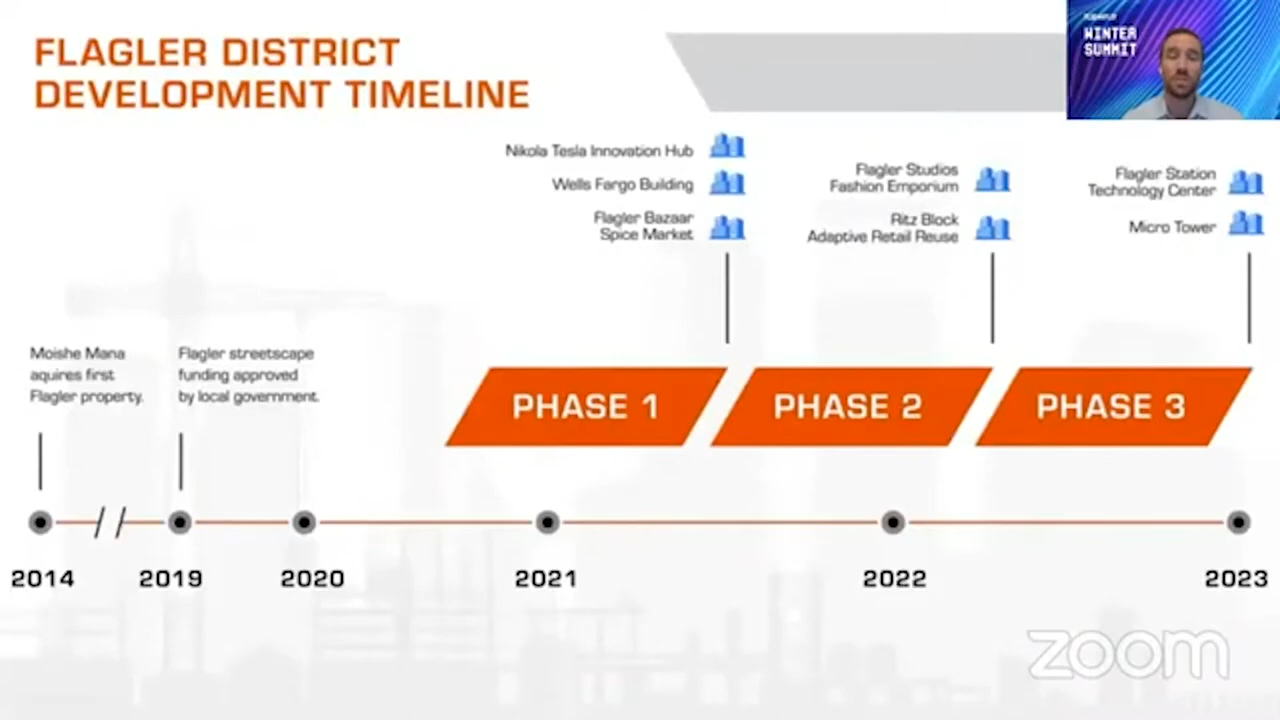 FLAGLER DISTRICT
DEVELOPMENT TIMELINE
WINTER
SUMMIT
Nikola Tesla Innovation Hub
Wells Fargo Building
Flagler Bazaar
Spice Market
Flagler Studios
Fashion Emporium
Ritz Block
Adaptive Retail Reuse
Flagler Station
Technology Center
Micro Tower
Moishe Mana
aquires first
Flagler property.
Flagler streetscape
funding approved
by local government.
PHASE 1
PHASE 2
PHASE 3
2014
2019
2020
2021
2022
2023
zoom